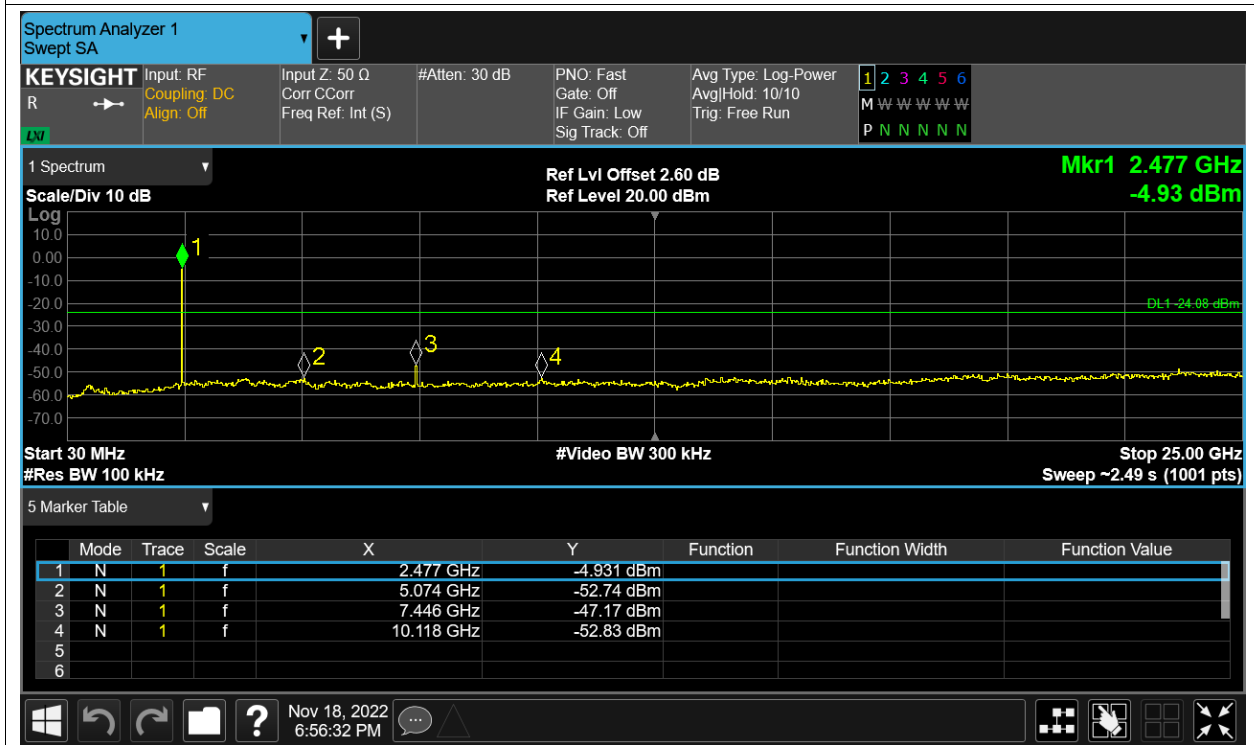 Spectrum Analyzer 1
Swept SA
KEYSIGHT
R
LXI
Input: RF
Coupling: DC
Align: Off
Input Z: 50 Ω
Corr CCorr
Freq Ref: Int (S)
#Atten: 30 dB
PNO: Fast
Gate: Off
IF Gain: Low
Sig Track: Off
Avg Type: Log-Power
Avg|Hold: 10/10
Trig: Free Run
1 2 3 4 5 6
M W W W W W
P N N N N N
1 Spectrum
Scale/Div 10 dB
Ref Lvl Offset 2.60 dB
Ref Level 20.00 dBm
Mkr1 2.477 GHz
-4.93 dBm
Log
10.0
0.00
-10.0
-20.0
-30.0
-40.0
-50.0
-60.0
-70.0
1
2
3
4
DL1 -24.08 dBm
Start 30 MHz
#Res BW 100 kHz
#Video BW 300 kHz
Stop 25.00 GHz
Sweep ~2.49 s (1001 pts)
5 Marker Table
Mode Trace Scale X Y Function Function Width Function Value
1 N 1 f 2.477 GHz -4.931 dBm
2 N 1 f 5.074 GHz -52.74 dBm
3 N 1 f 7.446 GHz -47.17 dBm
4 N 1 f 10.118 GHz -52.83 dBm
5
6
?
Nov 18, 2022
6:56:32 PM